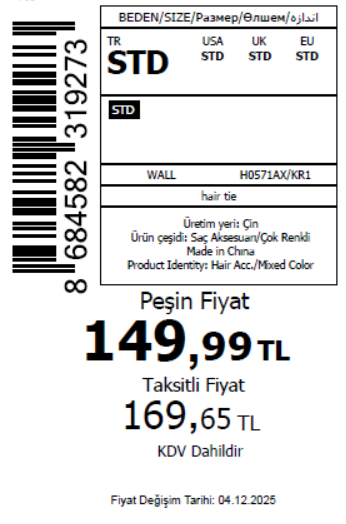 BEDEN/SIZE/Размер/Өлшем/اندازه
TR USA UK EU
STD STD STD STD
STD
WALL H0571AX/KR1
hair tie
Üretim yeri: Çin
Ürün çeşidi: Saç Aksesuarı/Çok Renkli
Made in China
Product Identity: Hair Acc./Mixed Color
8 684582 319273
Peşin Fiyat
149,99 TL
Taksitli Fiyat
169,65 TL
KDV Dahildir
Fiyat Değişim Tarihi: 04.12.2025